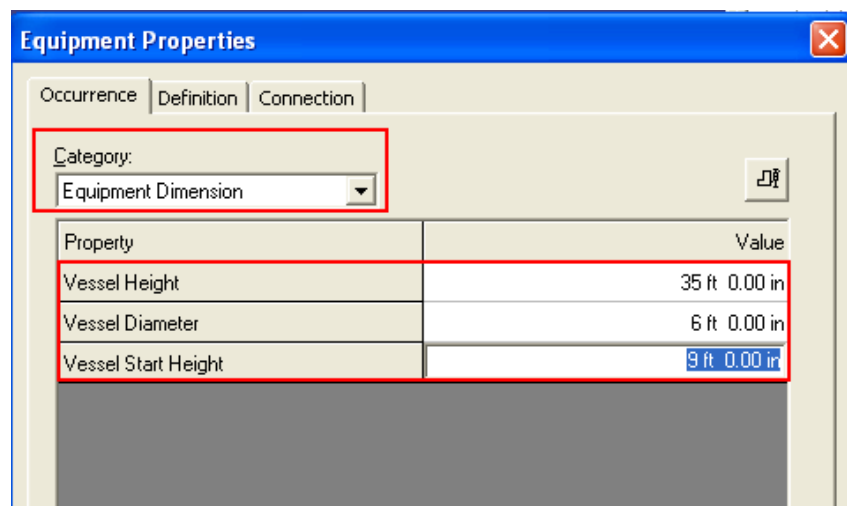 Equipment Properties
Occurrence Definition Connection
Category:
Equipment Dimension
Property Value
Vessel Height 35 ft 0.00 in
Vessel Diameter 6 ft 0.00 in
Vessel Start Height 9 ft 0.00 in